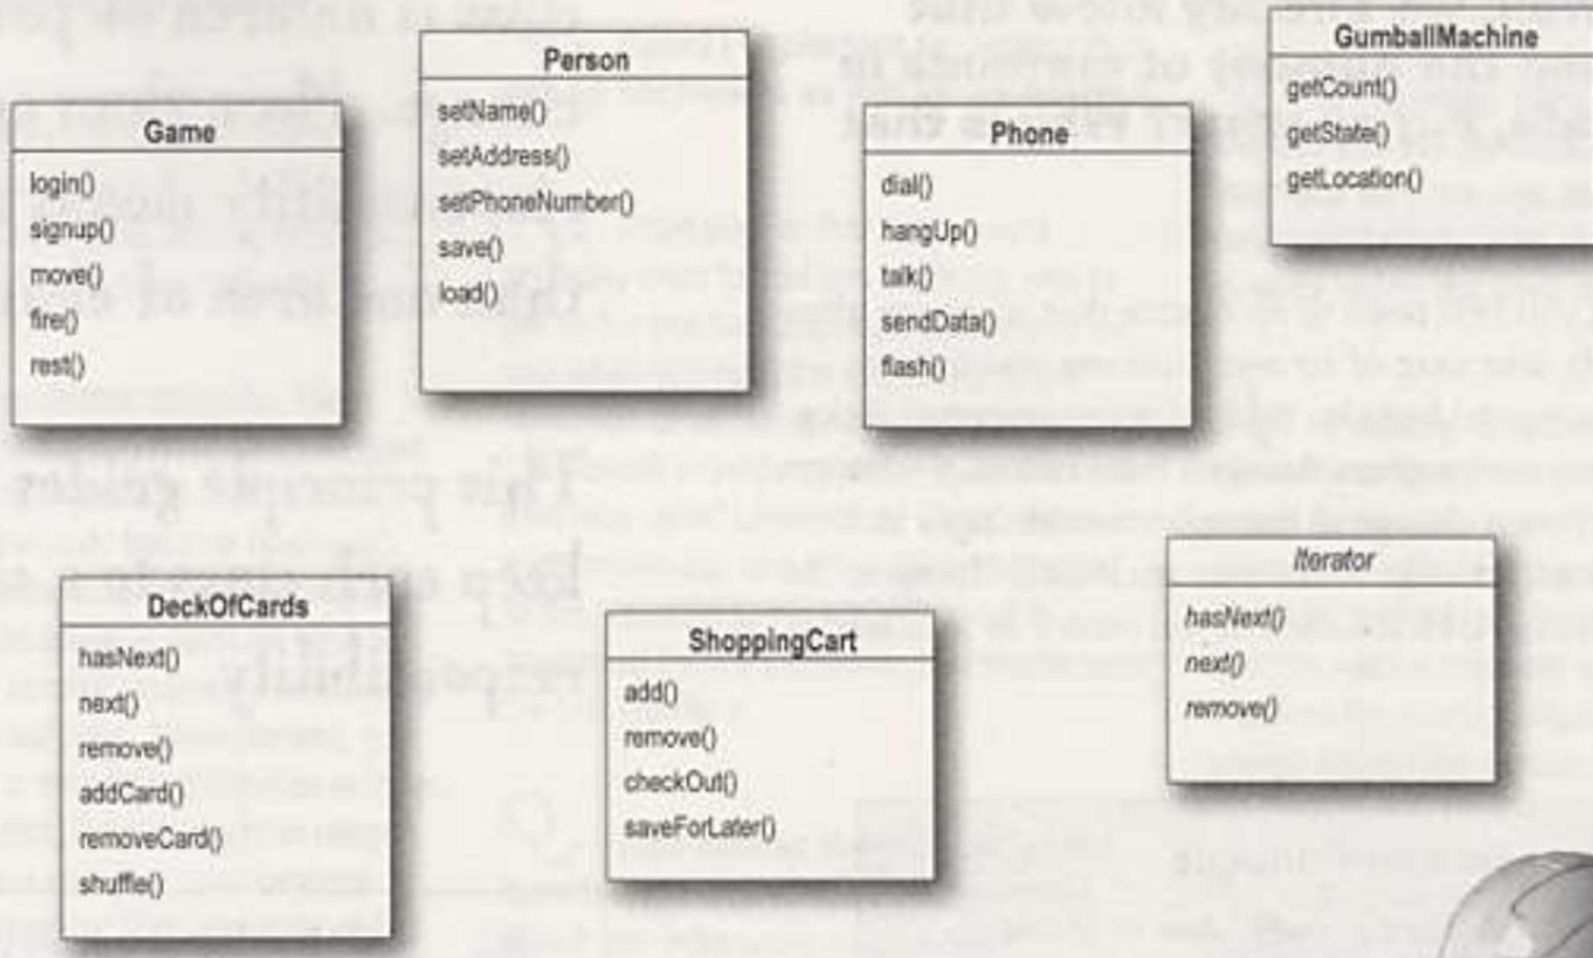 Game
login()
signup()
move()
fire()
rest()
Person
setName()
setAddress()
setPhoneNumber()
save()
load()
Phone
dial()
hangUp()
talk()
sendData()
flash()
GumballMachine
getCount()
getState()
getLocation()
DeckOfCards
hasNext()
next()
remove()
addCard()
removeCard()
shuffle()
ShoppingCart
add()
remove()
checkOut()
saveForLater()
Iterator
hasNext()
next()
remove()